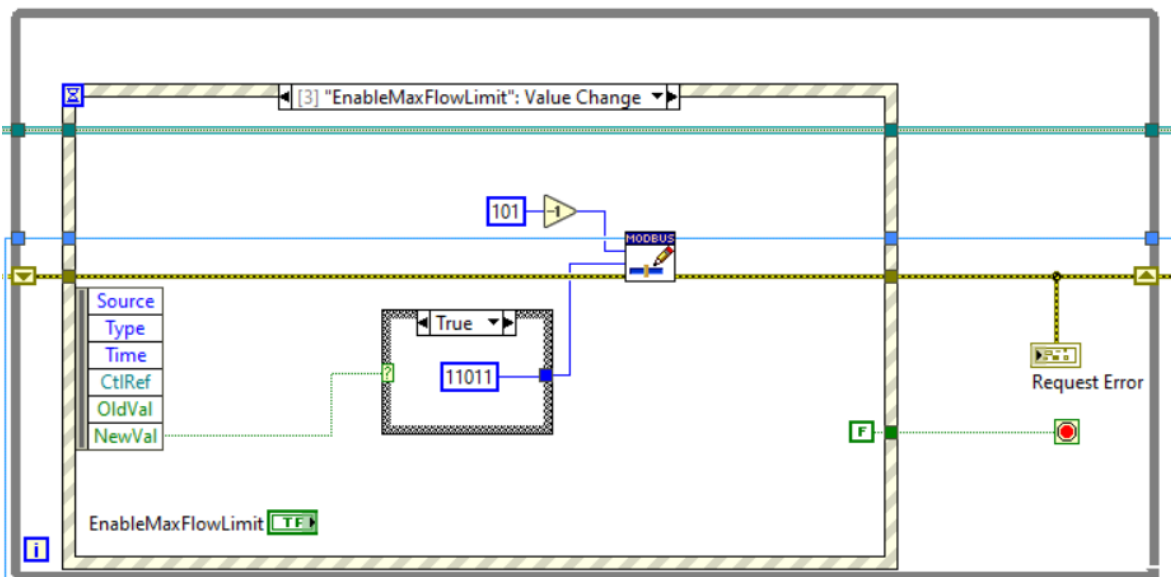 [3] "EnableMaxFlowLimit": Value Change
101
-1
MODBUS
Source
Type
Time
CtlRef
OldVal
NewVal
True
?
11011
Request Error
F
EnableMaxFlowLimit
TF
i